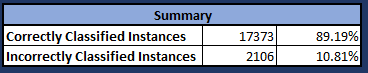 Summary
Correctly Classified Instances 17373 89.19%
Incorrectly Classified Instances 2106 10.81%